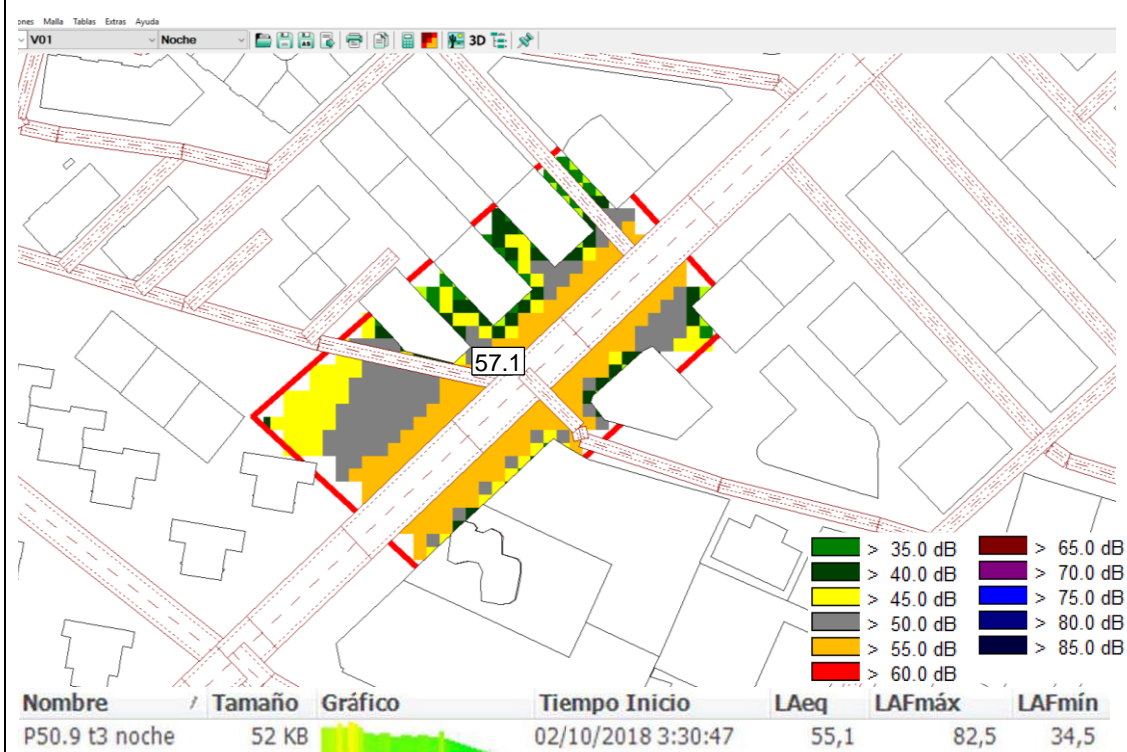 ones Malla Tablas Extras Ayuda
V01 Noche AS 3D
57.1
> 35.0 dB > 65.0 dB
> 40.0 dB > 70.0 dB
> 45.0 dB > 75.0 dB
> 50.0 dB > 80.0 dB
> 55.0 dB > 85.0 dB
> 60.0 dB
Nombre / Tamaño Gráfico Tiempo Inicio LAeq LAFmáx LAFmín
P50.9 t3 noche 52 KB 02/10/2018 3:30:47 55,1 82,5 34,5